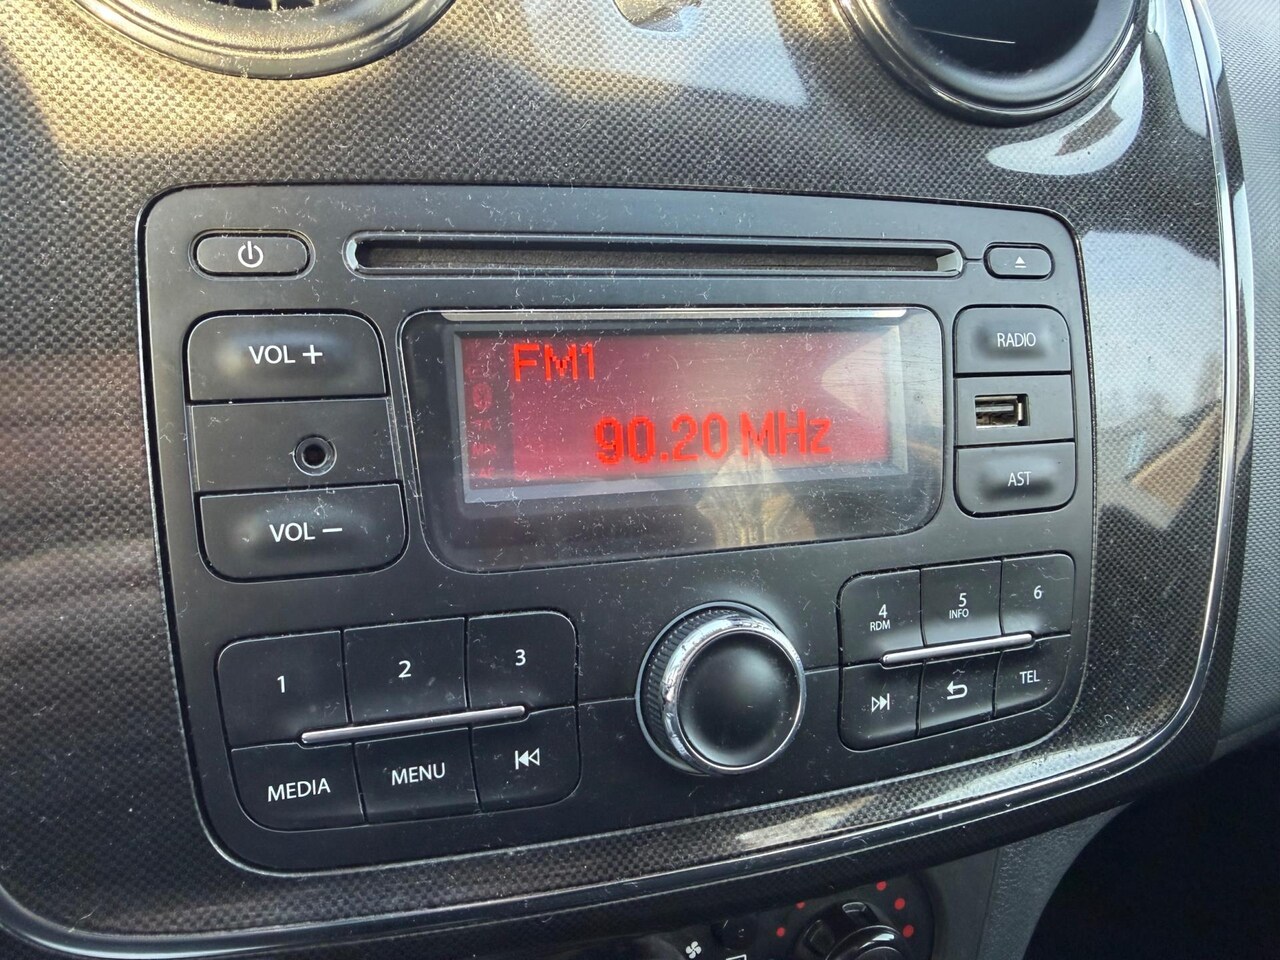 VOL +
VOL −
FM1
90.20 MHz
RADIO
AST
1
2
3
MEDIA
MENU
4
RDM
5
INFO
6
TEL